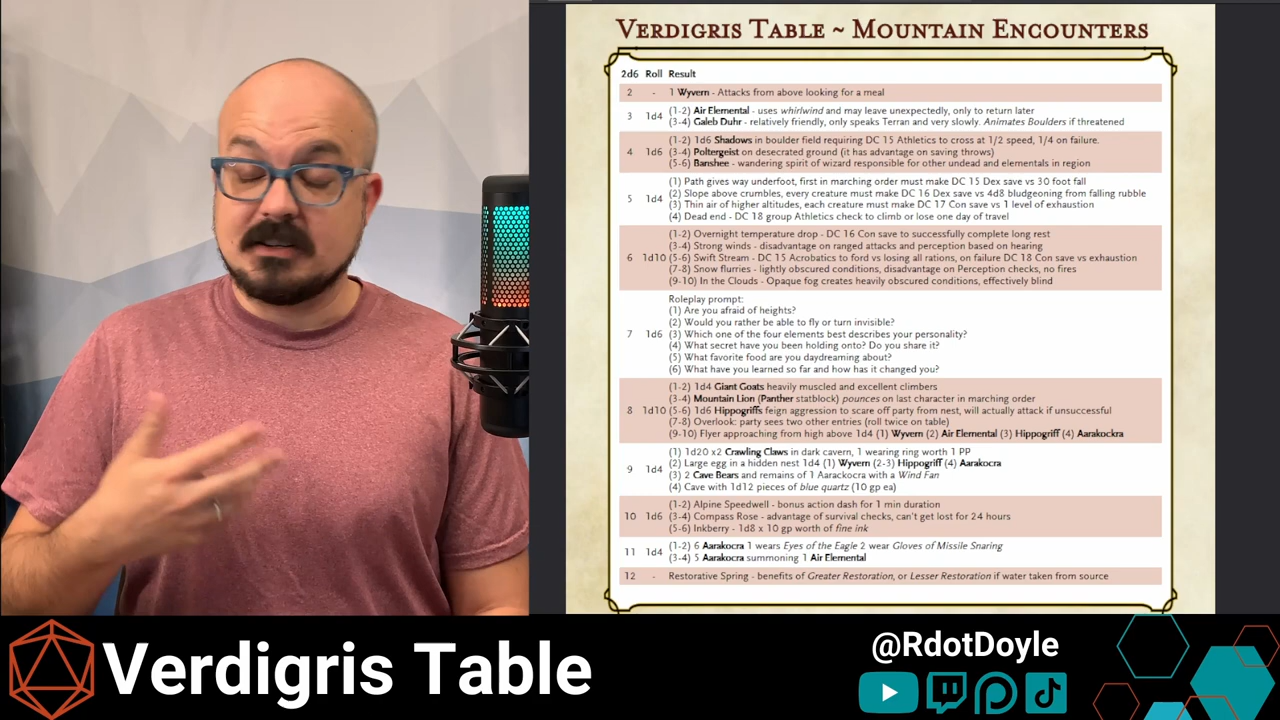 VERDIGRIS TABLE ~ MOUNTAIN ENCOUNTERS
2d6 Roll Result
2 - 1 Wyvern - Attacks from above looking for a meal
3 1d4 (1-2) Air Elemental - uses whirlwind and may leave unexpectedly, only to return later
(3-4) Galeb Duhr - relatively friendly, only speaks Terran and very slowly. Animates Boulders if threatened
4 1d6 (1-2) 1d6 Shadows in boulder field requiring DC 15 Athletics to cross at 1/2 speed, 1/4 on failure.
(3-4) Poltergeist on desecrated ground (it has advantage on saving throws)
(5-6) Banshee - wandering spirit of wizard responsible for other undead and elementals in region
5 1d4 (1) Path gives way underfoot, first in marching order must make DC 15 Dex save vs 30 foot fall
(2) Slope above crumbles, every creature must make DC 16 Dex save vs 4d8 bludgeoning from falling rubble
(3) Thin air of higher altitudes, each creature must make DC 17 Con save vs 1 level of exhaustion
(4) Dead end - DC 18 group Athletics check to climb or lose one day of travel
6 1d10 (1-2) Overnight temperature drop - DC 16 Con save to successfully complete long rest
(3-4) Strong winds - disadvantage on ranged attacks and perception based on hearing
(5-6) Swift Stream - DC 15 Acrobatics to ford vs losing all rations, on failure DC 18 Con save vs exhaustion
(7-8) Snow flurries - lightly obscured conditions, disadvantage on Perception checks, no fires
(9-10) In the Clouds - Opaque fog creates heavily obscured conditions, effectively blind
7 1d6 Roleplay prompt:
(1) Are you afraid of heights?
(2) Would you rather be able to fly or turn invisible?
(3) Which one of the four elements best describes your personality?
(4) What secret have you been holding onto? Do you share it?
(5) What favorite food are you daydreaming about?
(6) What have you learned so far and how has it changed you?
8 1d10 (1-2) 1d4 Giant Goats heavily muscled and excellent climbers
(3-4) Mountain Lion (Panther statblock) pounces on last character in marching order
(5-6) 1d6 Hippogriffs feign aggression to scare off party from nest, will actually attack if unsuccessful
(7-8) Overlook: party sees two other entries (roll twice on table)
(9-10) Flyer approaching from high above 1d4 (1) Wyvern (2) Air Elemental (3) Hippogriff (4) Aarakockra
9 1d4 (1) 1d20 x2 Crawling Claws in dark cavern, 1 wearing ring worth 1 PP
(2) Large egg in a hidden nest 1d4 (1) Wyvern (2-3) Hippogriff (4) Aarakocra
(3) 2 Cave Bears and remains of 1 Aarackocra with a Wind Fan
(4) Cave with 1d12 pieces of blue quartz (10 gp ea)
10 1d6 (1-2) Alpine Speedwell - bonus action dash for 1 min duration
(3-4) Compass Rose - advantage of survival checks, can't get lost for 24 hours
(5-6) Inkberry - 1d8 x 10 gp worth of fine ink
11 1d4 (1-2) 6 Aarakocra 1 wears Eyes of the Eagle 2 wear Gloves of Missile Snaring
(3-4) 5 Aarakocra summoning 1 Air Elemental
12 - Restorative Spring - benefits of Greater Restoration, or Lesser Restoration if water taken from source
Verdigris Table
@RdotDoyle